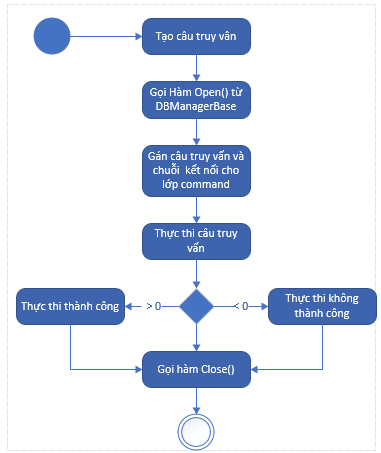 Tạo câu truy vân
Gọi Hàm Open() từ
DBManagerBase
Gán câu truy vấn và
chuỗi kết nối cho
lớp command
Thực thi câu truy
vấn
Thực thi thành công
> 0
< 0
Thực thi không
thành công
Gọi hàm Close()